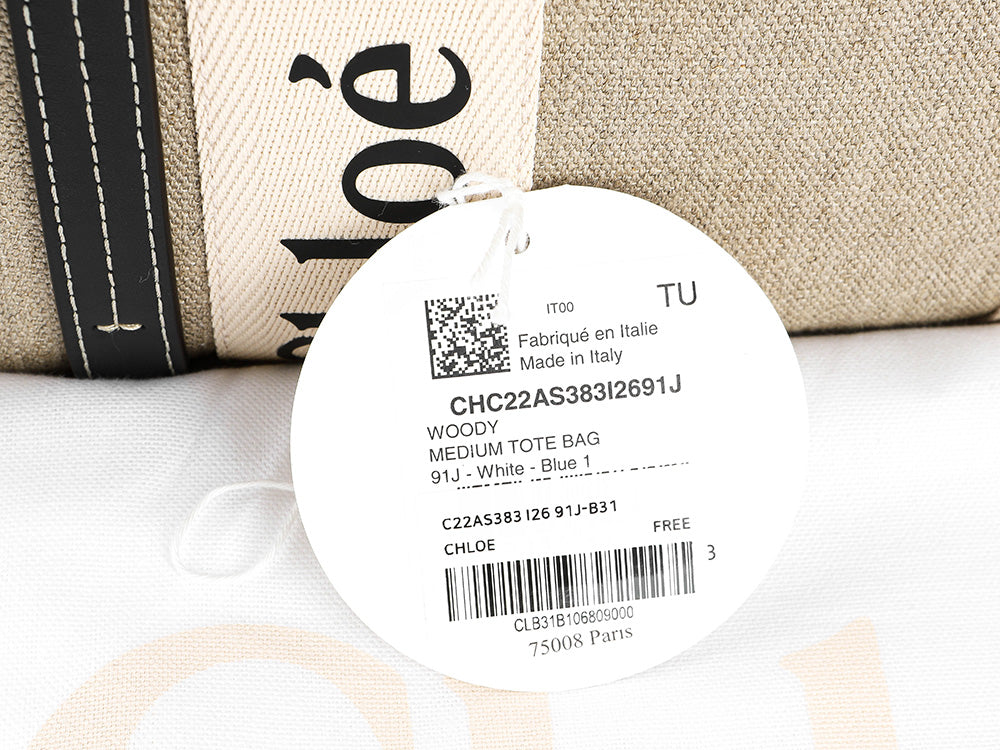 hloé
IT00
TU
Fabriqué en Italie
Made in Italy
CHC22AS383I2691J
WOODY
MEDIUM TOTE BAG
91J - White - Blue 1
C22AS383 I26 91J-B31
CHLOE
FREE
3
CLB31B106809000
75008 Paris